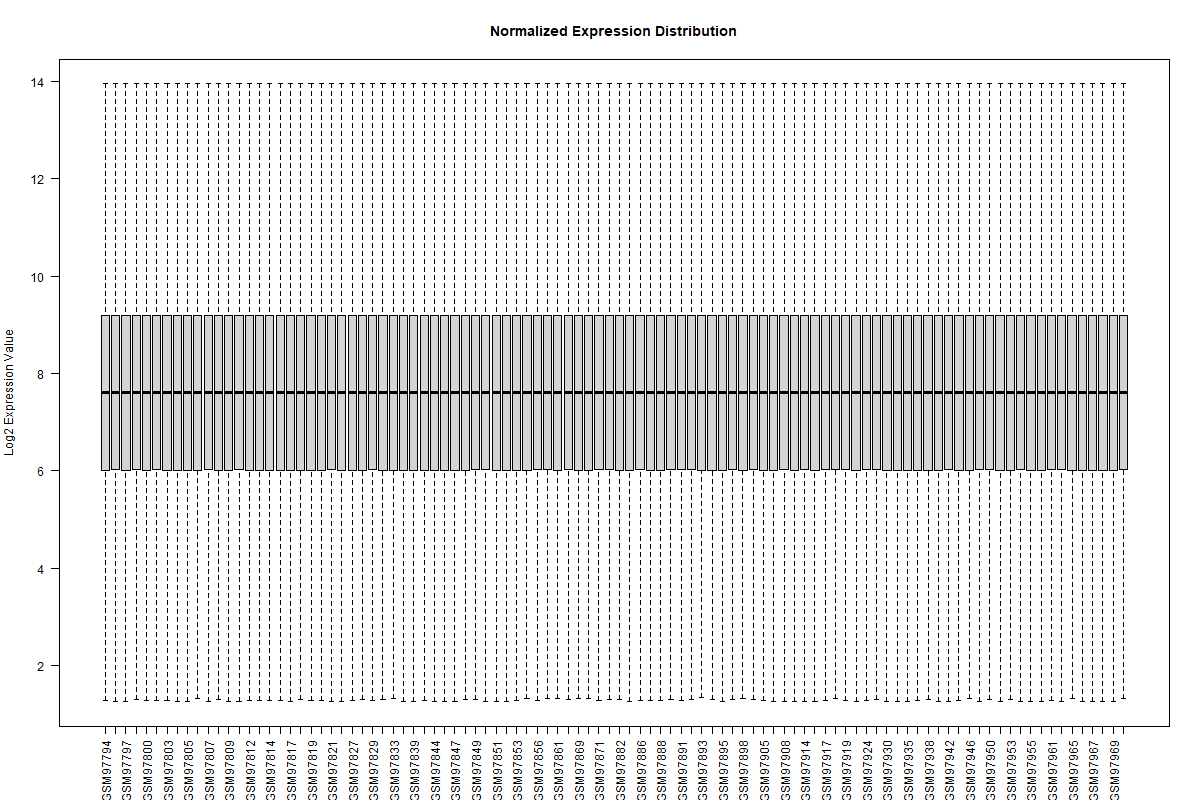 Normalized Expression Distribution
Log2 Expression Value
14
12
10
8
6
4
2
GSM97794
GSM97797
GSM97800
GSM97803
GSM97805
GSM97807
GSM97809
GSM97812
GSM97814
GSM97817
GSM97819
GSM97821
GSM97827
GSM97829
GSM97833
GSM97839
GSM97844
GSM97847
GSM97849
GSM97851
GSM97853
GSM97856
GSM97861
GSM97869
GSM97871
GSM97882
GSM97886
GSM97888
GSM97891
GSM97893
GSM97895
GSM97898
GSM97905
GSM97908
GSM97914
GSM97917
GSM97919
GSM97924
GSM97930
GSM97935
GSM97938
GSM97942
GSM97946
GSM97950
GSM97953
GSM97955
GSM97961
GSM97965
GSM97967
GSM97969